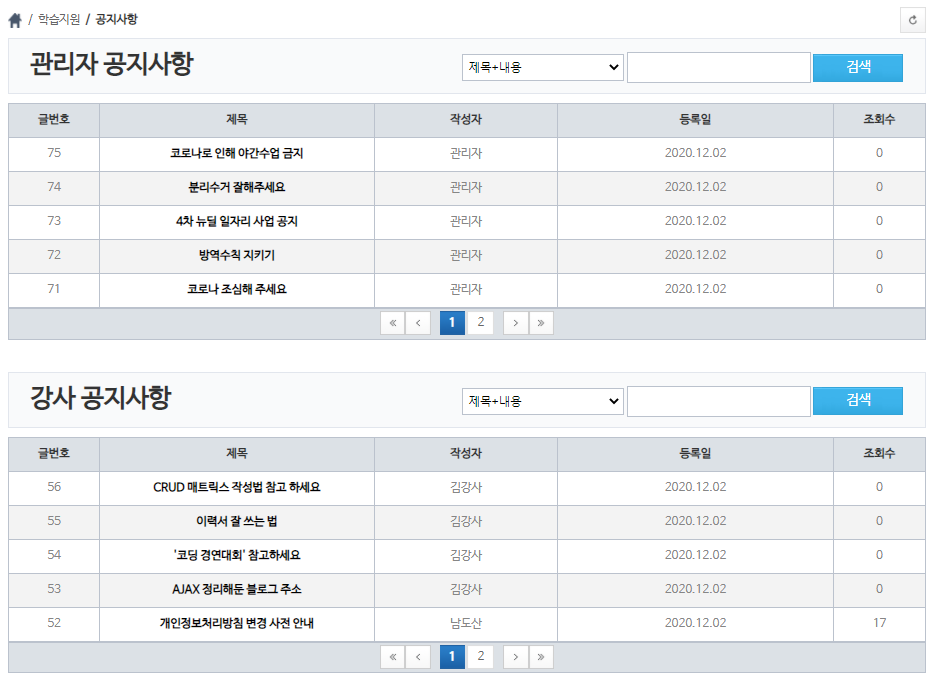 / 학습지원 / 공지사항
관리자 공지사항
제목+내용 검색
글번호 제목 작성자 등록일 조회수
75 코로나로 인해 야간수업 금지 관리자 2020.12.02 0
74 분리수거 잘해주세요 관리자 2020.12.02 0
73 4차 뉴딜 일자리 사업 공지 관리자 2020.12.02 0
72 방역수칙 지키기 관리자 2020.12.02 0
71 코로나 조심해 주세요 관리자 2020.12.02 0
« ‹ 1 2 › »
강사 공지사항
제목+내용 검색
글번호 제목 작성자 등록일 조회수
56 CRUD 매트릭스 작성법 참고 하세요 김강사 2020.12.02 0
55 이력서 잘 쓰는 법 김강사 2020.12.02 0
54 '코딩 경연대회' 참고하세요 김강사 2020.12.02 0
53 AJAX 정리해둔 블로그 주소 김강사 2020.12.02 0
52 개인정보처리방침 변경 사전 안내 남도산 2020.12.02 17
« ‹ 1 2 › »